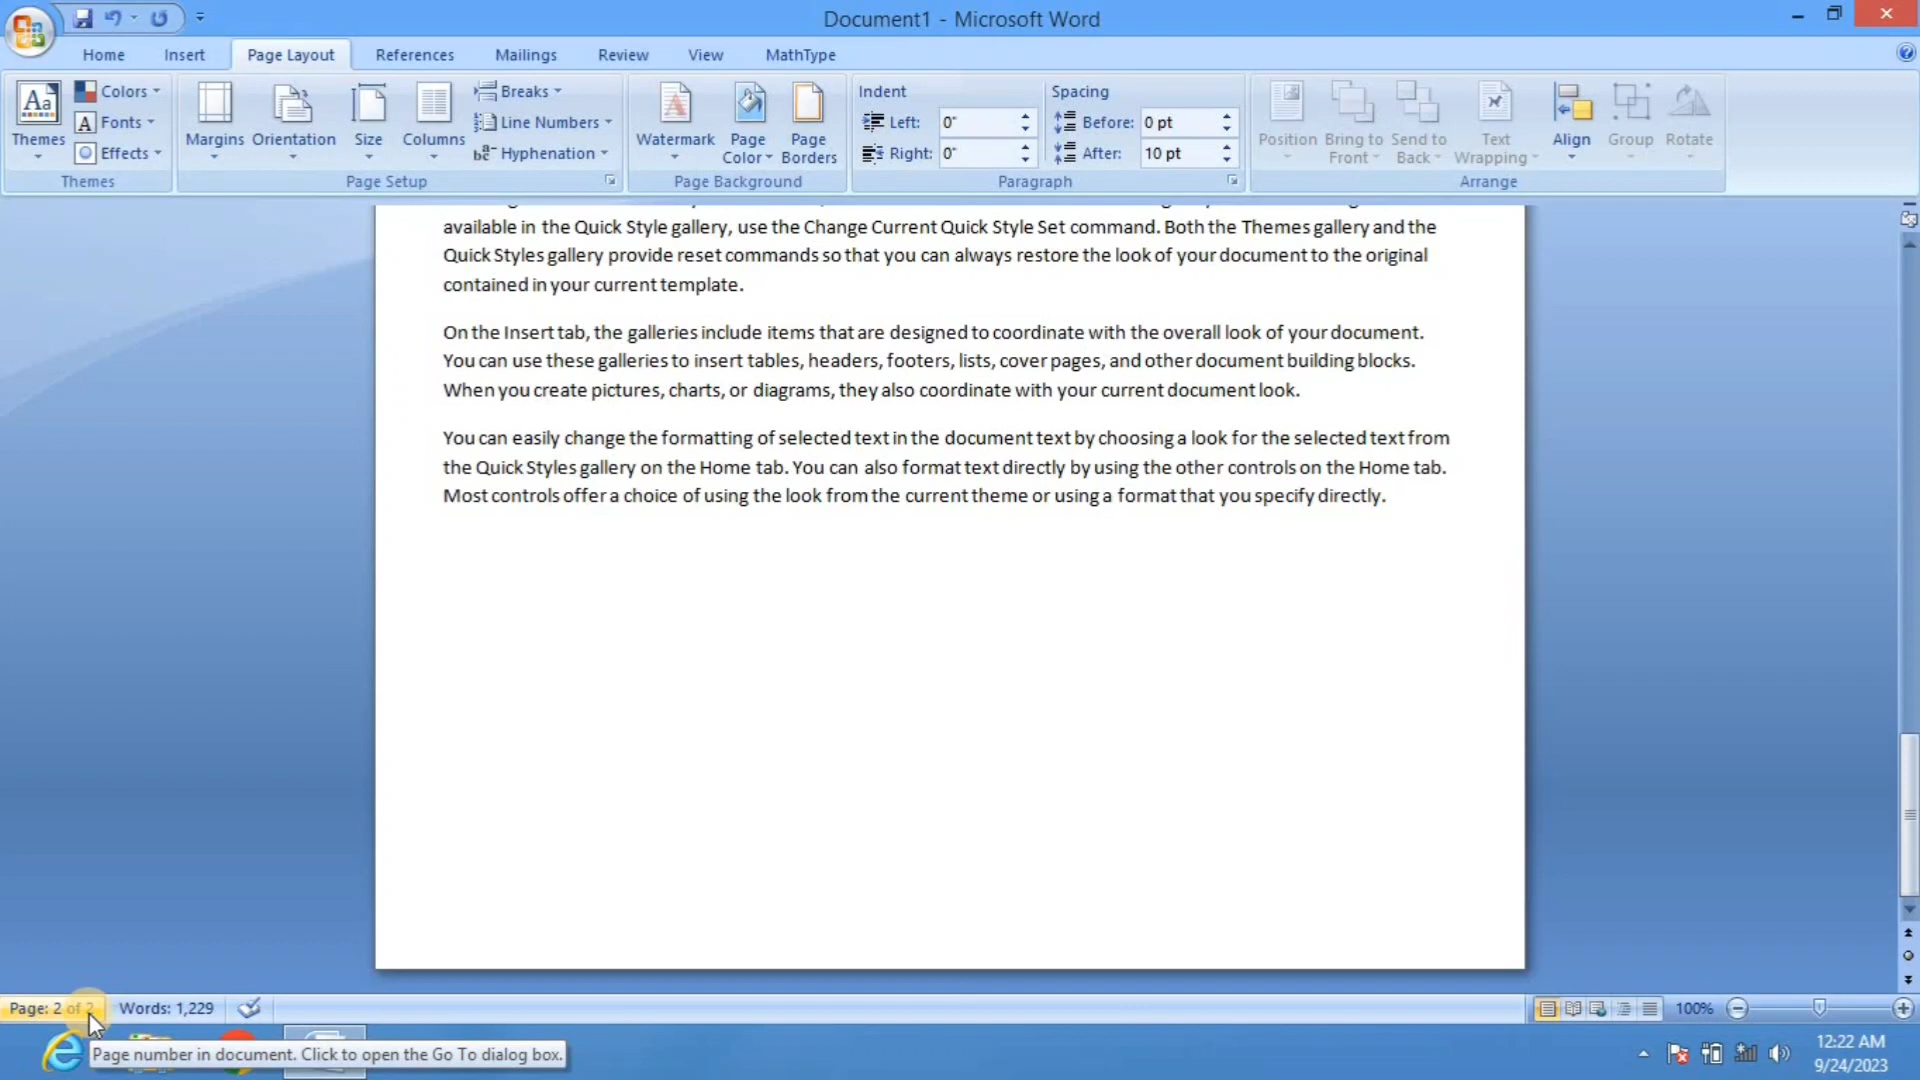 Document1 - Microsoft Word
Home Insert Page Layout References Mailings Review View MathType
Themes
Colors
Fonts
Effects
Themes
Margins Orientation Size Columns
Breaks
Line Numbers
Hyphenation
Page Setup
Watermark
Page Color
Page Borders
Page Background
Indent
Left: 0"
Right: 0"
Spacing
Before: 0 pt
After: 10 pt
Paragraph
Position
Bring to Front
Send to Back
Text Wrapping
Align
Group
Rotate
Arrange
available in the Quick Style gallery, use the Change Current Quick Style Set command. Both the Themes gallery and the
Quick Styles gallery provide reset commands so that you can always restore the look of your document to the original
contained in your current template.
On the Insert tab, the galleries include items that are designed to coordinate with the overall look of your document.
You can use these galleries to insert tables, headers, footers, lists, cover pages, and other document building blocks.
When you create pictures, charts, or diagrams, they also coordinate with your current document look.
You can easily change the formatting of selected text in the document text by choosing a look for the selected text from
the Quick Styles gallery on the Home tab. You can also format text directly by using the other controls on the Home tab.
Most controls offer a choice of using the look from the current theme or using a format that you specify directly.
Page: 2 of 2 Words: 1,229 100%
Page number in document. Click to open the Go To dialog box.
12:22 AM
9/24/2023